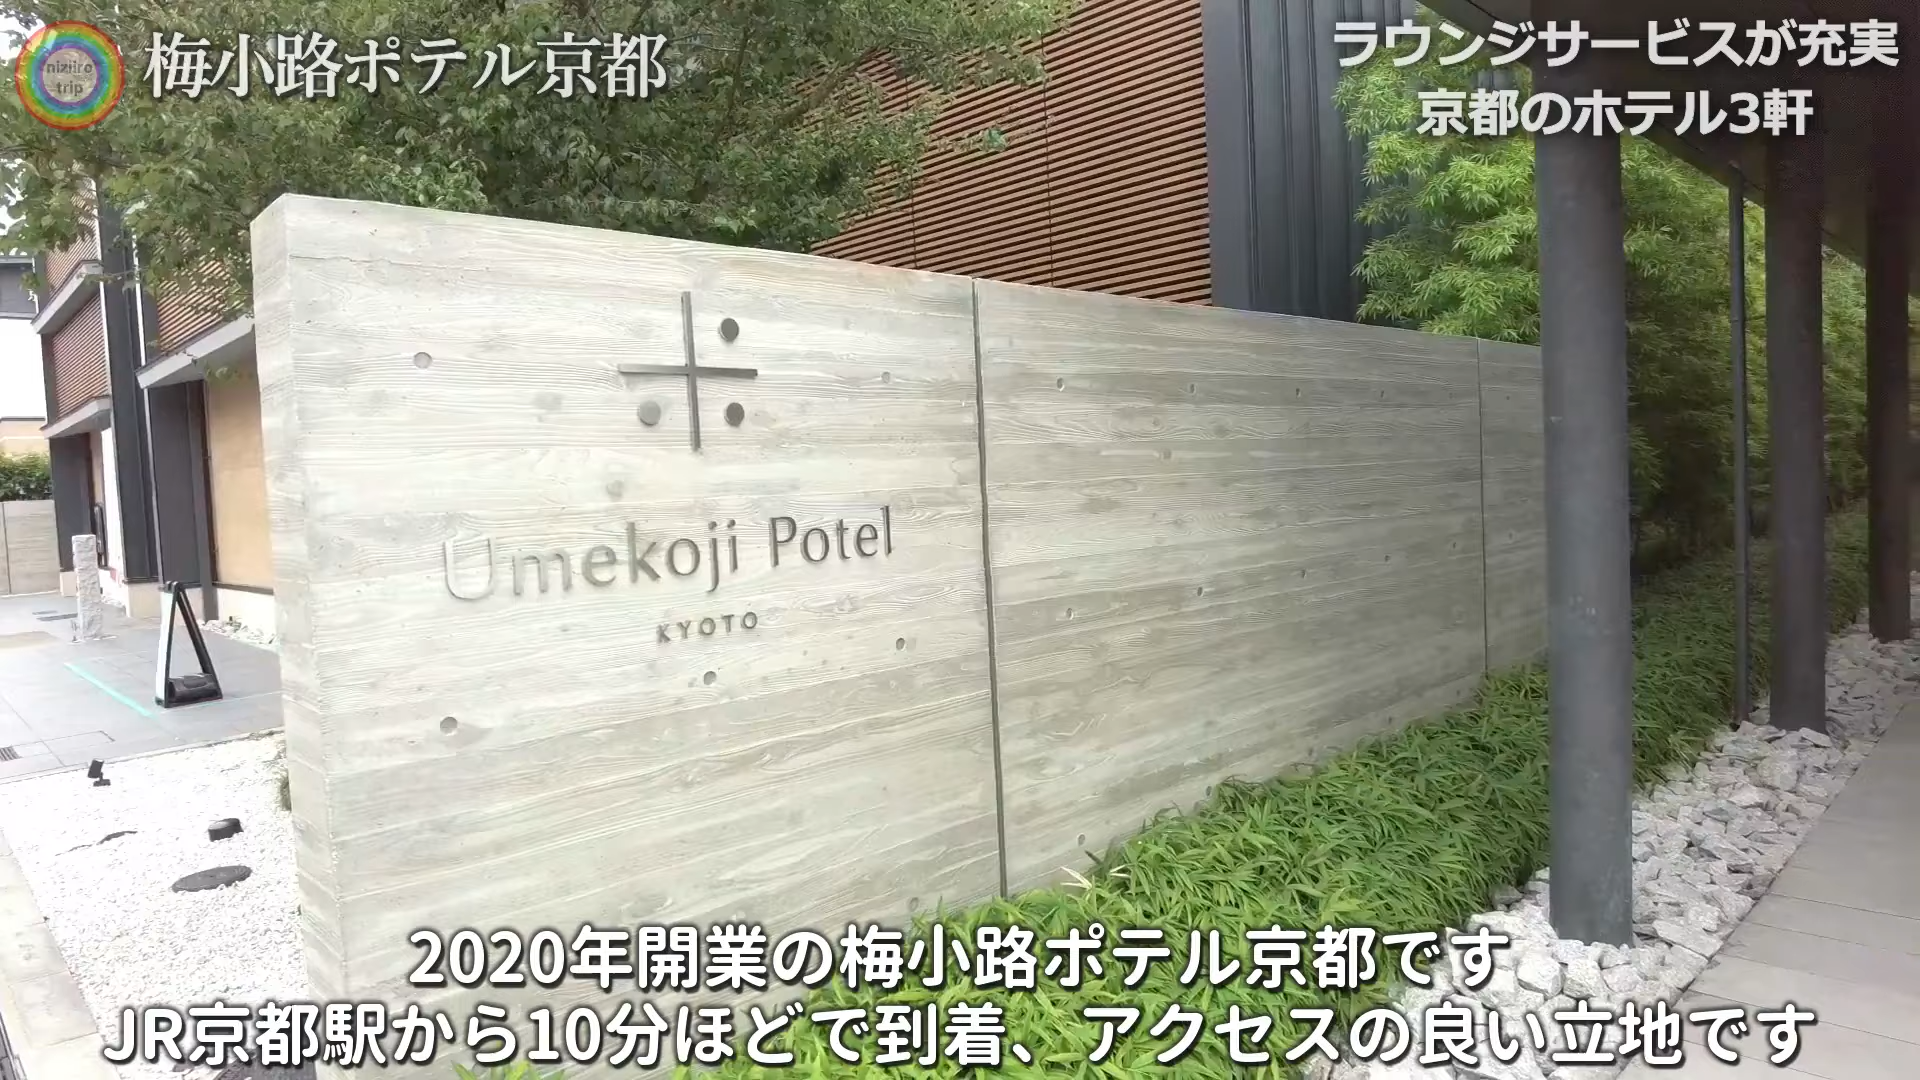 nizijiro
trip
梅小路ポテル京都
ラウンジサービスが充実
京都のホテル3軒
Umekoji Potel
KYOTO
2020年開業の梅小路ポテル京都です
JR京都駅から10分ほどで到着、アクセスの良い立地です